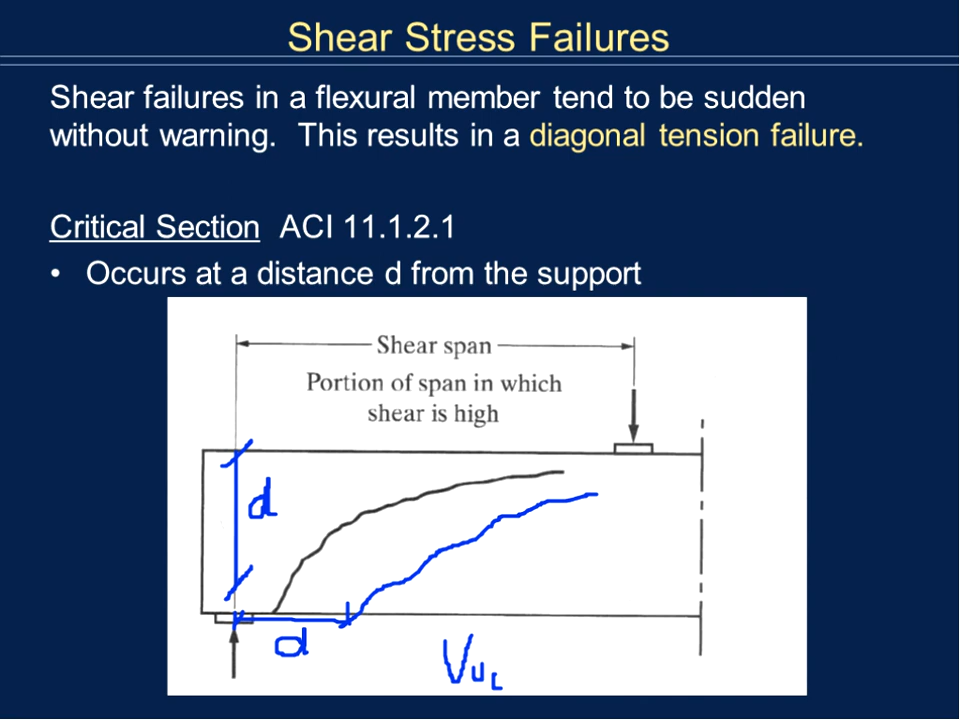 Shear Stress Failures
Shear failures in a flexural member tend to be sudden
without warning.  This results in a diagonal tension failure.
Critical Section  ACI 11.1.2.1
• Occurs at a distance d from the support
Shear span
Portion of span in which
shear is high
d
d
VuL